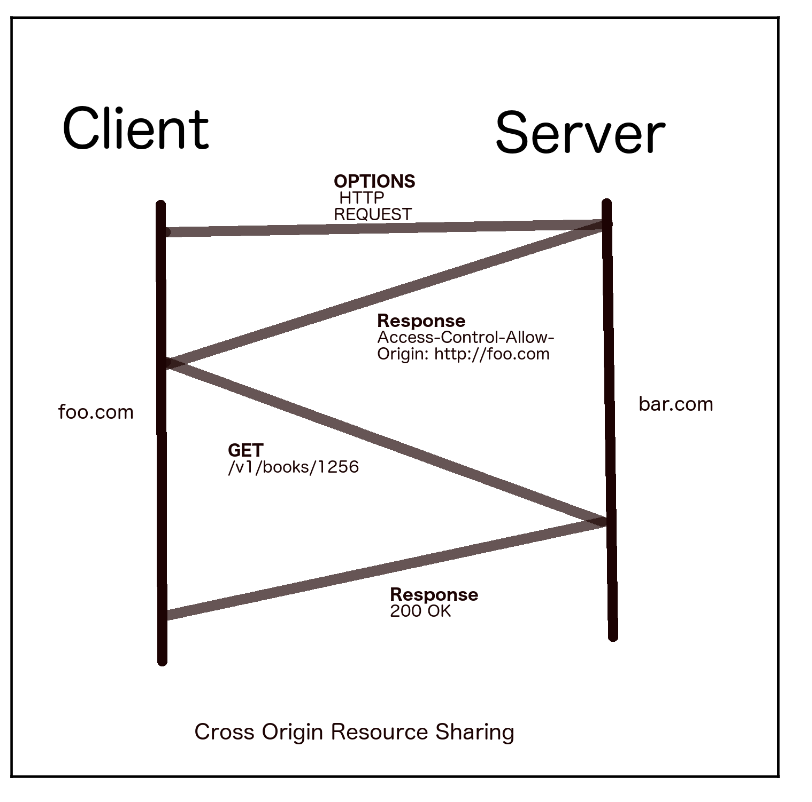 Client
Server
OPTIONS
HTTP
REQUEST
Response
Access-Control-Allow-
Origin: http://foo.com
foo.com
bar.com
GET
/v1/books/1256
Response
200 OK
Cross Origin Resource Sharing